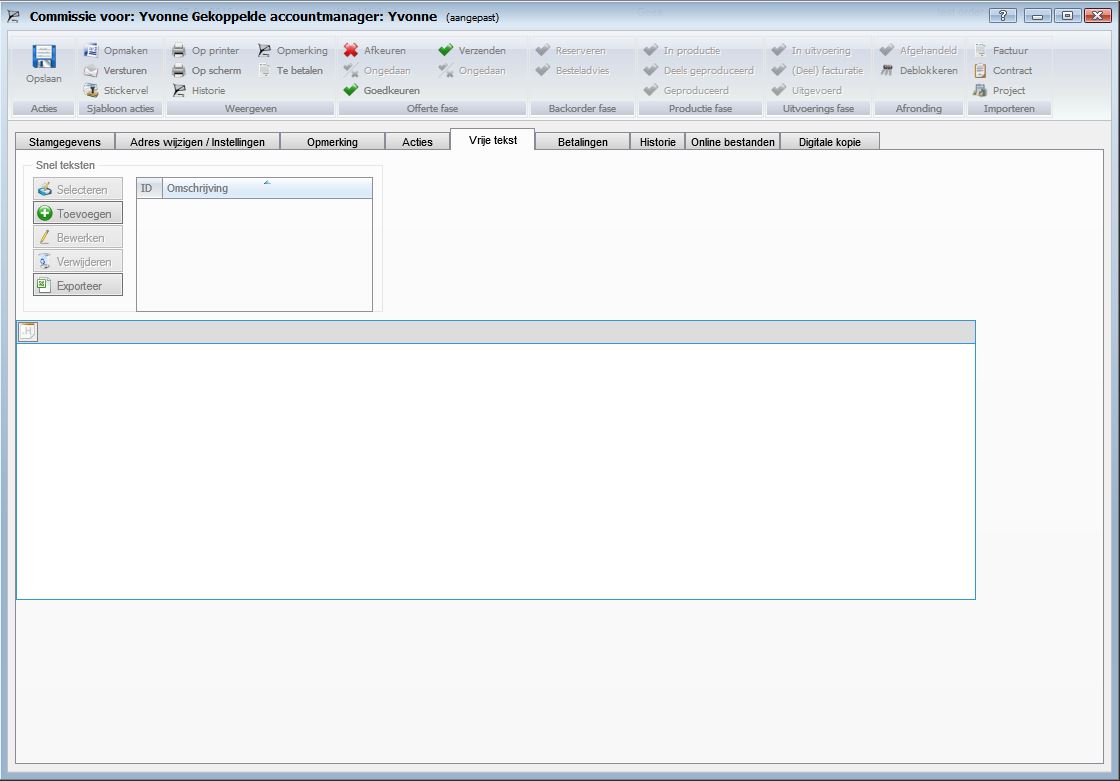 Commissie voor: Yvonne Gekoppelde accountmanager: Yvonne (aangepast)
Opslaan
Acties
Opmaken
Versturen
Stickervel
Sjabloon acties
Op printer
Op scherm
Historie
Opmerking
Te betalen
Weergeven
Afkeuren
Ongedaan
Goedkeuren
Verzenden
Ongedaan
Offerte fase
Reserveren
Besteladvies
Backorder fase
In productie
Deels geproduceerd
Geproduceerd
Productie fase
In uitvoering
(Deel) facturatie
Uitgevoerd
Uitvoerings fase
Afgehandeld
Deblokkeren
Afronding
Factuur
Contract
Project
Importeren
Stamgegevens Adres wijzigen / Instellingen Opmerking Acties Vrije tekst Betalingen Historie Online bestanden Digitale kopie
Snel teksten
Selecteren
Toevoegen
Bewerken
Verwijderen
Exporteer
ID Omschrijving
H